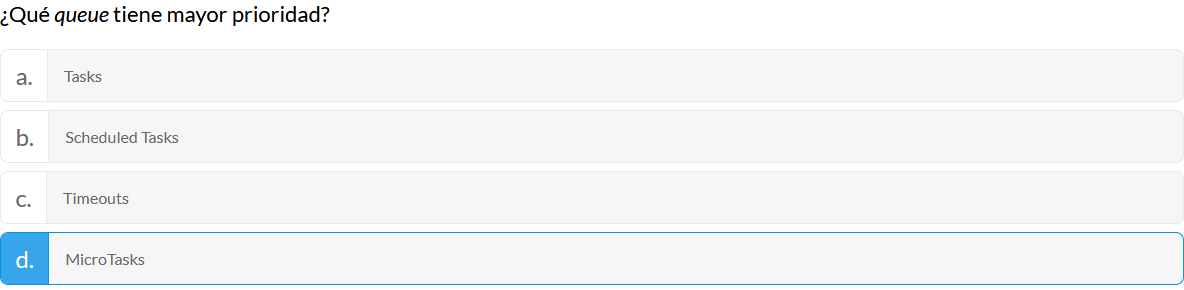 ¿Qué queue tiene mayor prioridad?
a. Tasks
b. Scheduled Tasks
c. Timeouts
d. MicroTasks